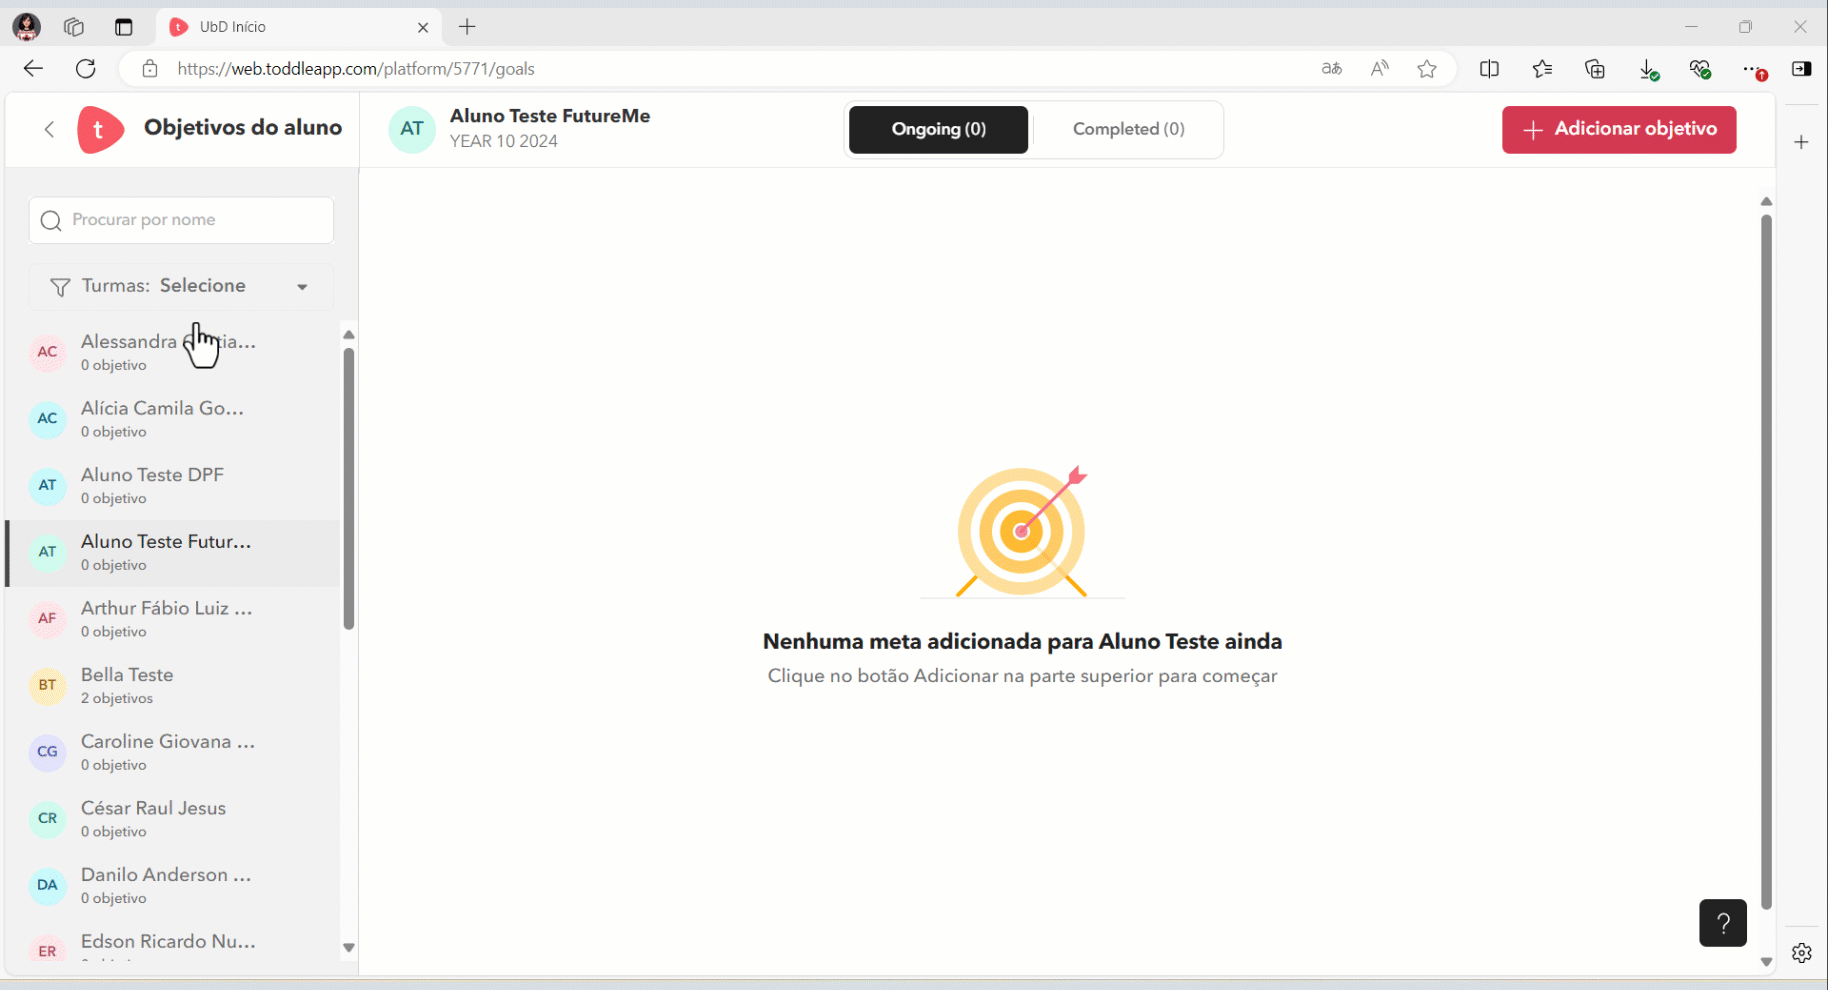 UbD Início
https://web.toddleapp.com/platform/5771/goals
t
Objetivos do aluno
AT
Aluno Teste FutureMe
YEAR 10 2024
Ongoing (0)
Completed (0)
Adicionar objetivo
Procurar por nome
Turmas: Selecione
AC
Alessandra
0 objetivo
AC
Alícia Camila Go...
0 objetivo
AT
Aluno Teste DPF
0 objetivo
AT
Aluno Teste Futur...
0 objetivo
AF
Arthur Fábio Luiz ...
0 objetivo
BT
Bella Teste
2 objetivos
CG
Caroline Giovana ...
0 objetivo
CR
César Raul Jesus
0 objetivo
DA
Danilo Anderson ...
0 objetivo
ER
Edson Ricardo Nu...
Nenhuma meta adicionada para Aluno Teste ainda
Clique no botão Adicionar na parte superior para começar
?